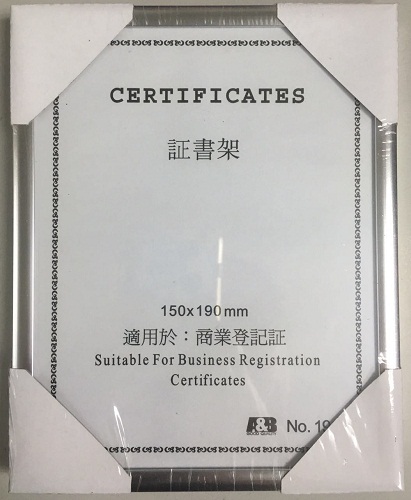 CERTIFICATES
証書架
150x190mm
適用於：商業登記証
Suitable For Business Registration
Certificates
A&B No. 19